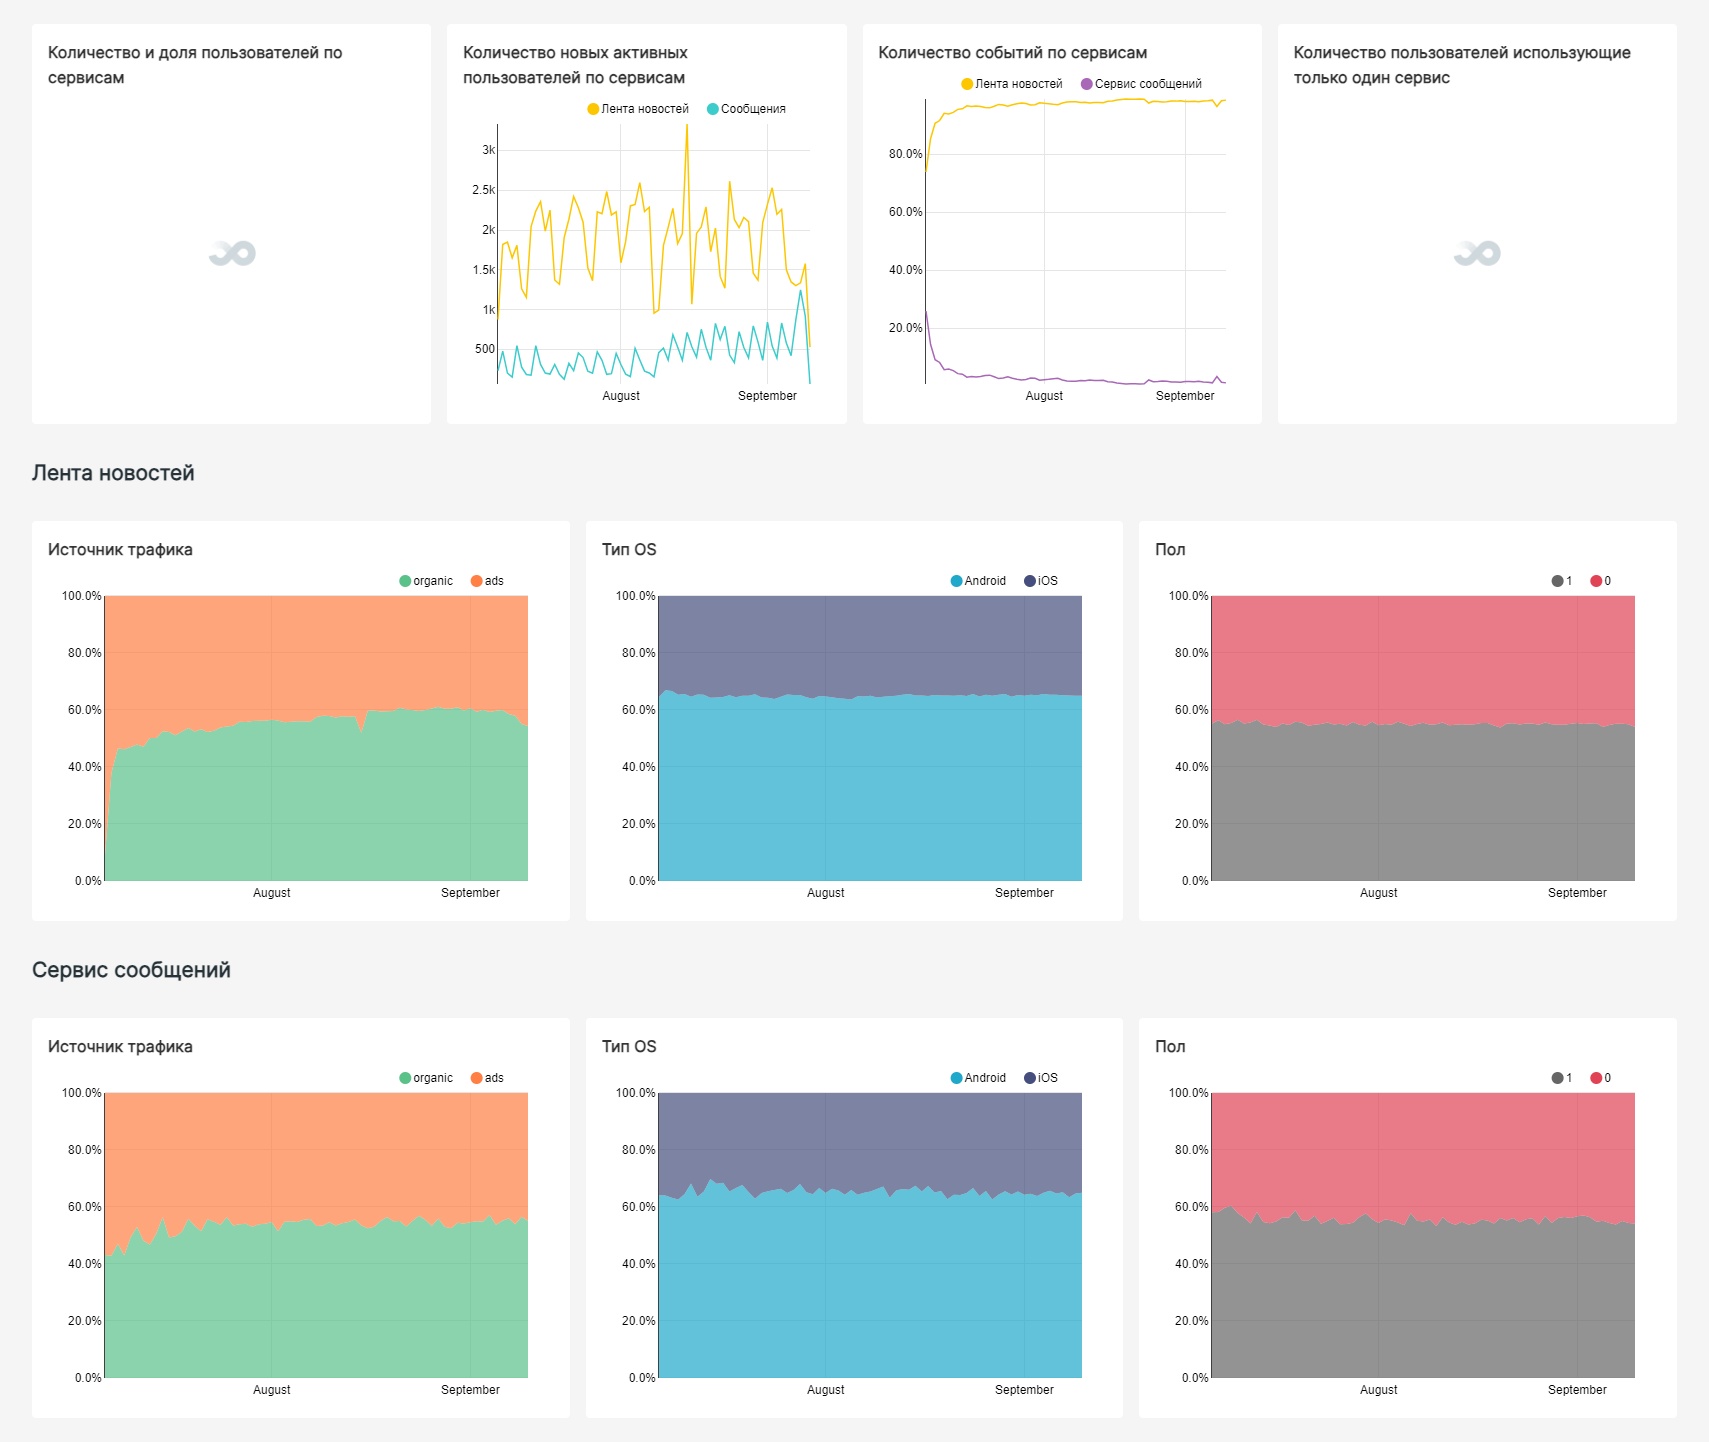 Количество и доля пользователей по
сервисам
Количество новых активных
пользователей по сервисам
Лента новостей
Сообщения
3k
2.5k
2k
1.5k
1k
500
August
September
Количество событий по сервисам
Лента новостей
Сервис сообщений
80.0%
60.0%
40.0%
20.0%
August
September
Количество пользователей использующие
только один сервис
Лента новостей
Источник трафика
organic
ads
100.0%
80.0%
60.0%
40.0%
20.0%
0.0%
August
September
Тип OS
Android
iOS
100.0%
80.0%
60.0%
40.0%
20.0%
0.0%
August
September
Пол
1
0
100.0%
80.0%
60.0%
40.0%
20.0%
0.0%
August
September
Сервис сообщений
Источник трафика
organic
ads
100.0%
80.0%
60.0%
40.0%
20.0%
0.0%
August
September
Тип OS
Android
iOS
100.0%
80.0%
60.0%
40.0%
20.0%
0.0%
August
September
Пол
1
0
100.0%
80.0%
60.0%
40.0%
20.0%
0.0%
August
September